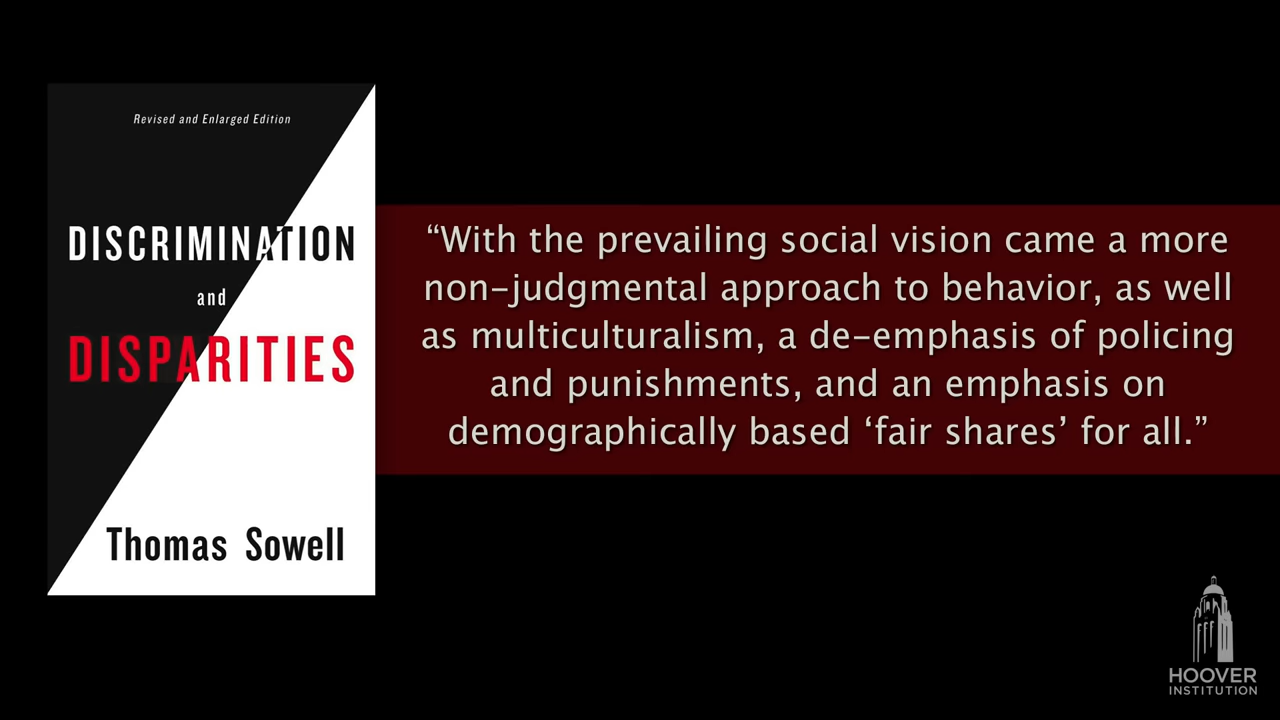 Revised and Enlarged Edition
DISCRIMINATION
and
DISPARITIES
Thomas Sowell
“With the prevailing social vision came a more
non-judgmental approach to behavior, as well
as multiculturalism, a de-emphasis of policing
and punishments, and an emphasis on
demographically based ‘fair shares’ for all.”
HOOVER
INSTITUTION